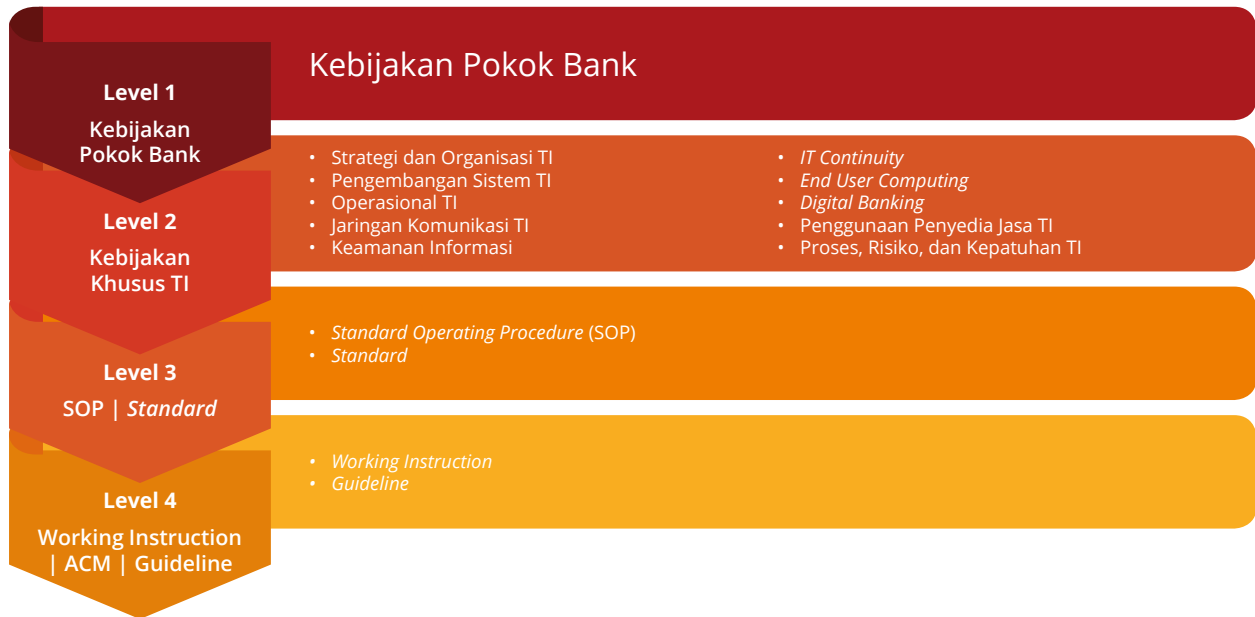 Level 1
Kebijakan
Pokok Bank
Kebijakan Pokok Bank
Level 2
Kebijakan
Khusus TI
• Strategi dan Organisasi TI
• Pengembangan Sistem TI
• Operasional TI
• Jaringan Komunikasi TI
• Keamanan Informasi
• IT Continuity
• End User Computing
• Digital Banking
• Penggunaan Penyedia Jasa TI
• Proses, Risiko, dan Kepatuhan TI
Level 3
SOP | Standard
• Standard Operating Procedure (SOP)
• Standard
Level 4
Working Instruction
| ACM | Guideline
• Working Instruction
• Guideline